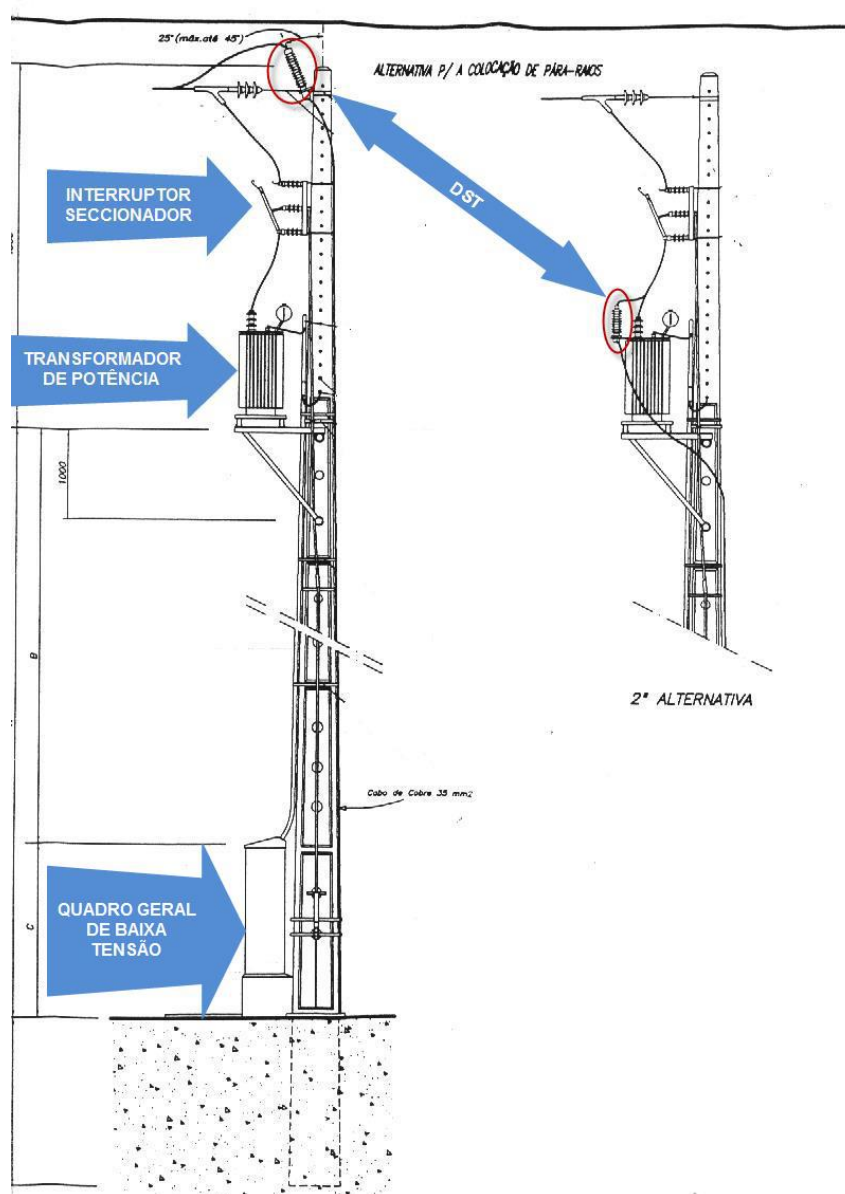 25° (máx.até 45°)
ALTERNATIVA P/ A COLOCAÇÃO DE PÁRA-RAIOS
INTERRUPTOR
SECCIONADOR
DST
TRANSFORMADOR
DE POTÊNCIA
1000
B
2ª ALTERNATIVA
Cabo de Cobre 35 mm2
QUADRO GERAL
DE BAIXA
TENSÃO
C